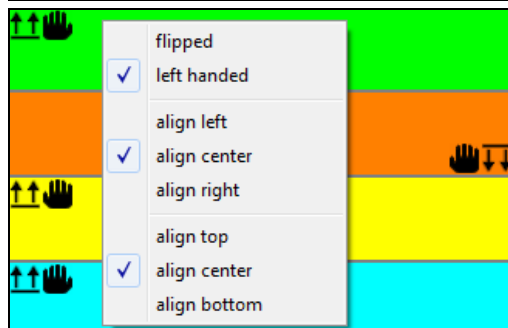 flipped
left handed
align left
align center
align right
align top
align center
align bottom